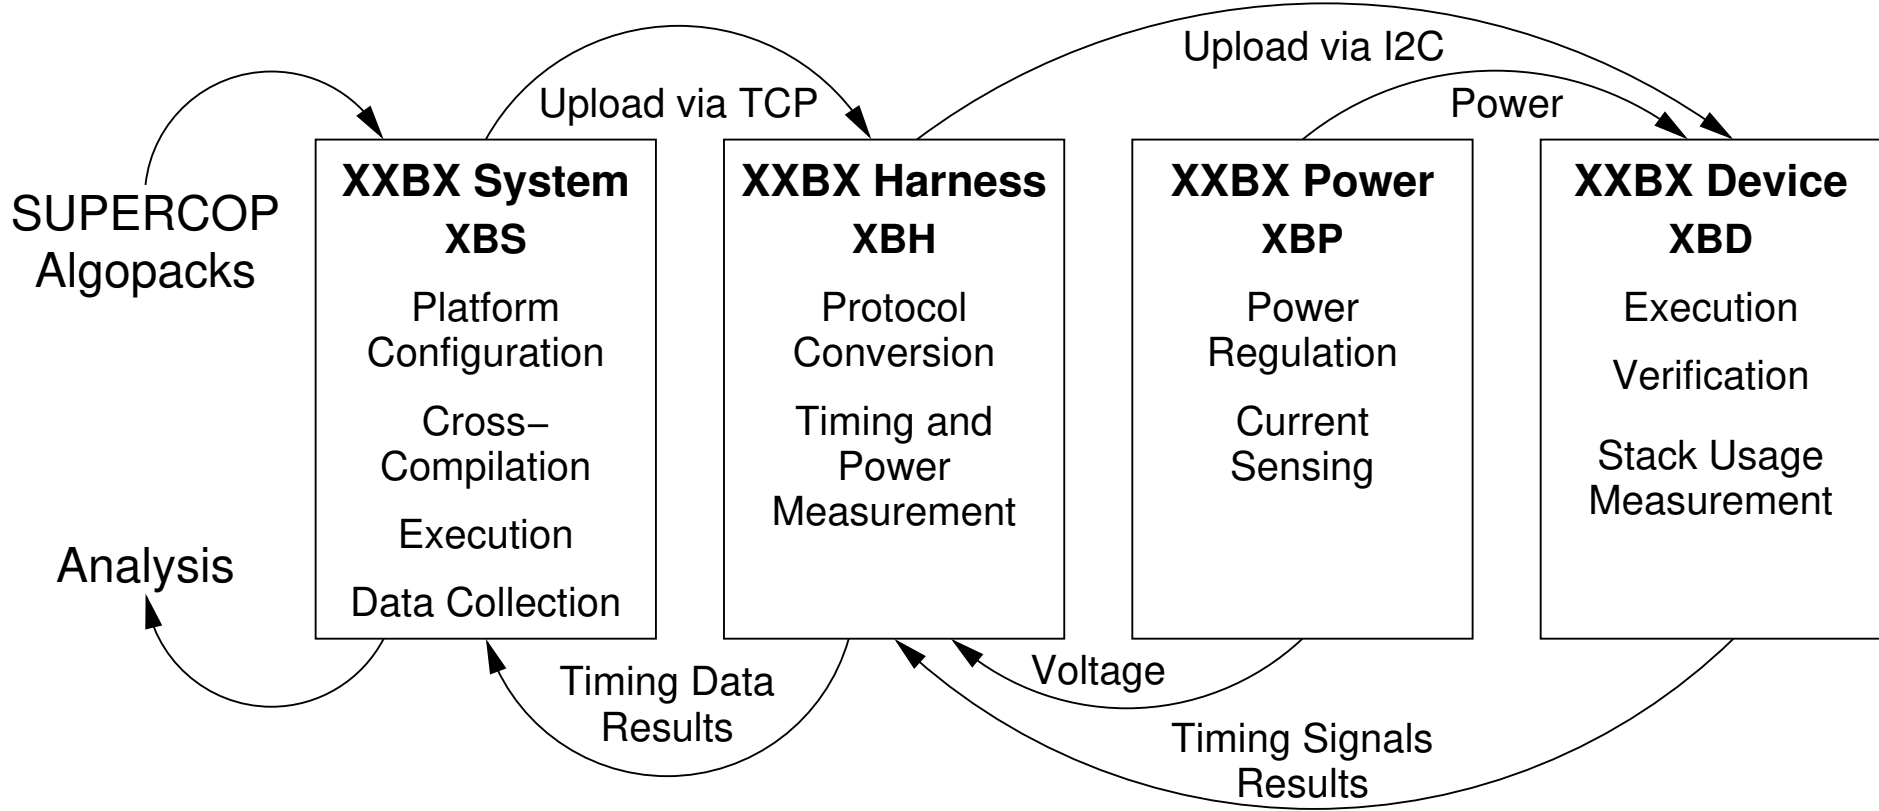 Upload via I2C
Upload via TCP
Power
SUPERCOP
Algopacks
XXBX System
XBS
Platform
Configuration
Cross–
Compilation
Execution
Data Collection
XXBX Harness
XBH
Protocol
Conversion
Timing and
Power
Measurement
XXBX Power
XBP
Power
Regulation
Current
Sensing
XXBX Device
XBD
Execution
Verification
Stack Usage
Measurement
Analysis
Timing Data
Results
Voltage
Timing Signals
Results